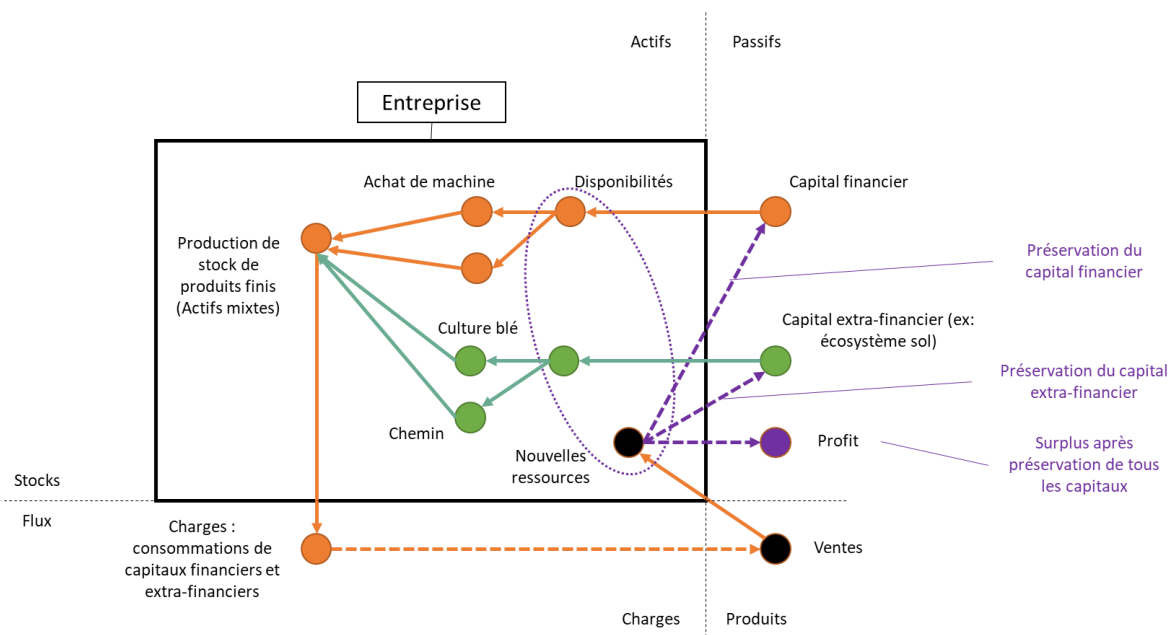 Actifs
Passifs
Entreprise
Achat de machine
Disponibilités
Capital financier
Production de
stock de
produits finis
(Actifs mixtes)
Préservation du
capital financier
Culture blé
Capital extra-financier (ex:
écosystème sol)
Préservation du capital
extra-financier
Chemin
Nouvelles
ressources
Profit
Surplus après
préservation de tous
les capitaux
Stocks
Flux
Charges :
consommations de
capitaux financiers et
extra-financiers
Ventes
Charges
Produits